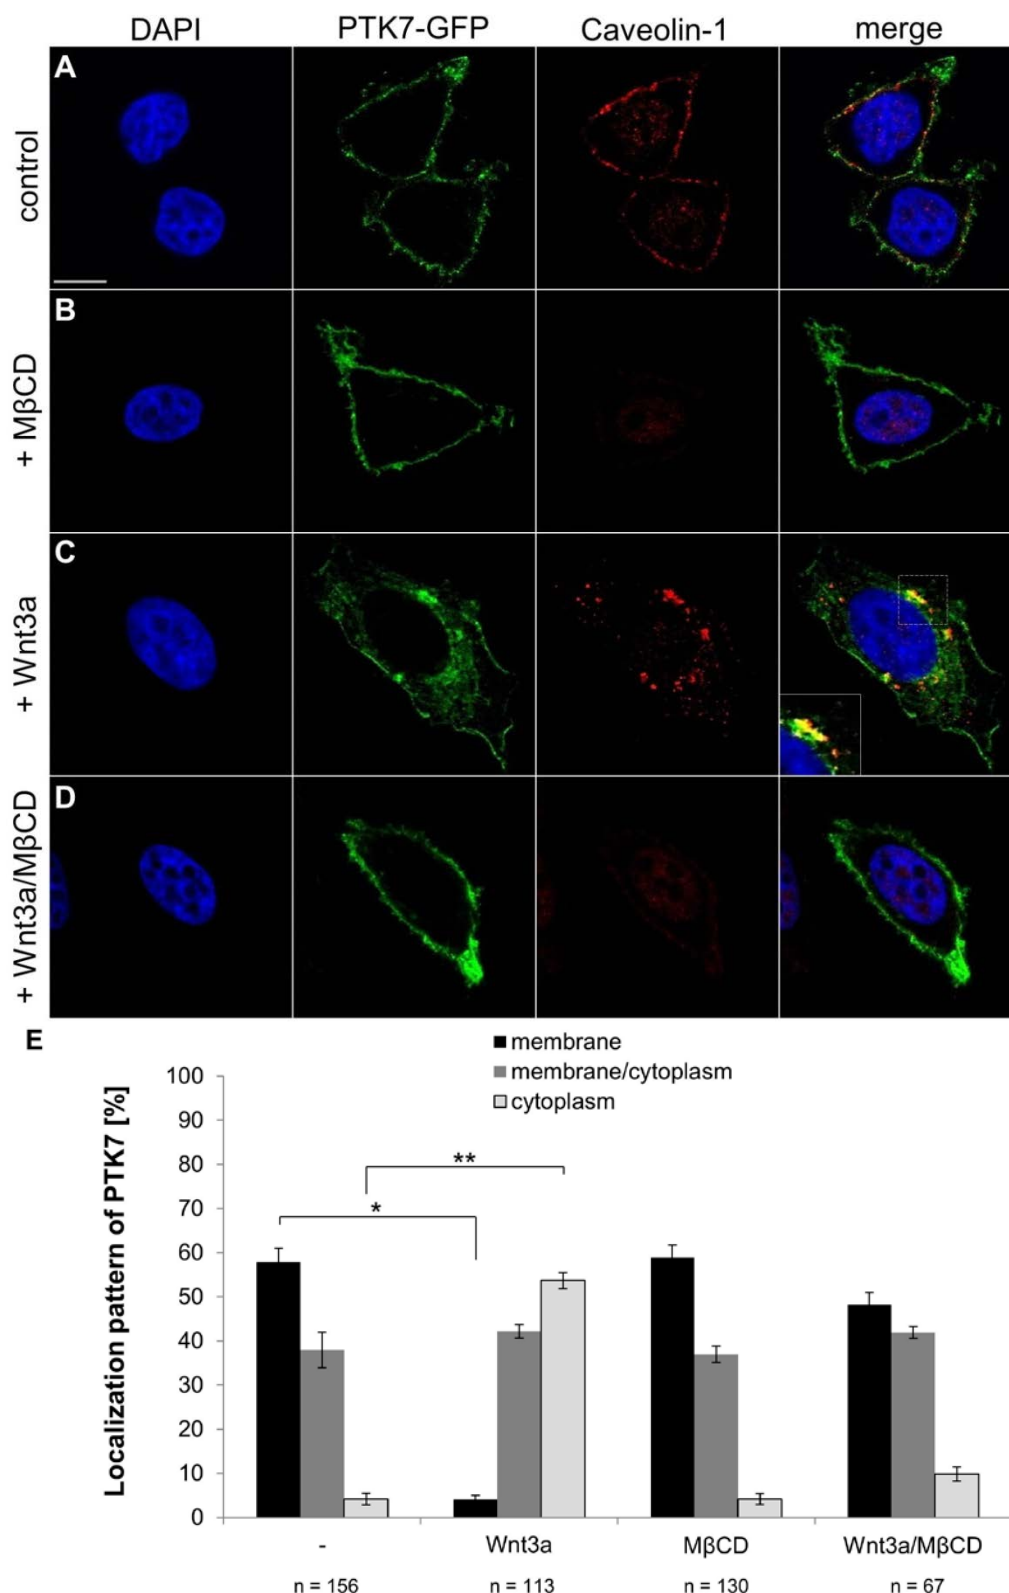 DAPI PTK7-GFP Caveolin-1 merge
A
control
B
+ MβCD
C
+ Wnt3a
D
+ Wnt3a/MβCD
E
membrane
membrane/cytoplasm
cytoplasm
Localization pattern of PTK7 [%]
100
90
80
70
60
50
40
30
20
10
0
**
*
- Wnt3a MβCD Wnt3a/MβCD
n = 156 n = 113 n = 130 n = 67